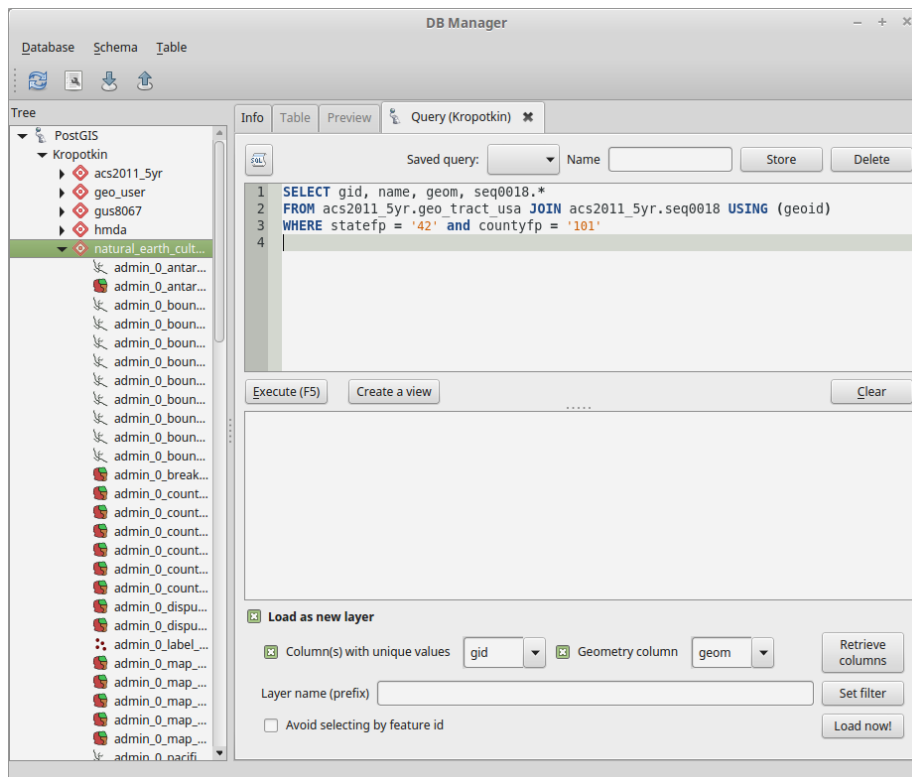 DB Manager
Database Schema Table
Tree
PostGIS
Kropotkin
acs2011_5yr
geo_user
gus8067
hmda
natural_earth_cult...
admin_0_antar...
admin_0_antar...
admin_0_boun...
admin_0_boun...
admin_0_boun...
admin_0_boun...
admin_0_boun...
admin_0_boun...
admin_0_boun...
admin_0_boun...
admin_0_boun...
admin_0_break...
admin_0_count...
admin_0_count...
admin_0_count...
admin_0_count...
admin_0_count...
admin_0_count...
admin_0_dispu...
admin_0_dispu...
admin_0_label_...
admin_0_map_...
admin_0_map_...
admin_0_map_...
admin_0_map_...
admin_0_map_...
admin_0_pacifi
Info Table Preview Query (Kropotkin)
SQL Saved query: Name Store Delete
1 SELECT gid, name, geom, seq0018.*
2 FROM acs2011_5yr.geo_tract_usa JOIN acs2011_5yr.seq0018 USING (geoid)
3 WHERE statefp = '42' and countyfp = '101'
4
Execute (F5) Create a view Clear
Load as new layer
Column(s) with unique values gid Geometry column geom Retrieve columns
Layer name (prefix) Set filter
Avoid selecting by feature id Load now!